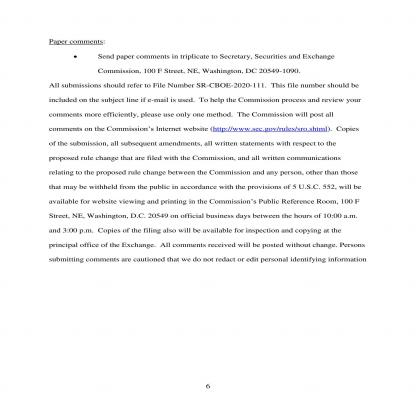 Paper comments:
• Send paper comments in triplicate to Secretary, Securities and Exchange
Commission, 100 F Street, NE, Washington, DC 20549-1090.
All submissions should refer to File Number SR-CBOE-2020-111. This file number should be
included on the subject line if e-mail is used. To help the Commission process and review your
comments more efficiently, please use only one method. The Commission will post all
comments on the Commission’s Internet website (http://www.sec.gov/rules/sro.shtml). Copies
of the submission, all subsequent amendments, all written statements with respect to the
proposed rule change that are filed with the Commission, and all written communications
relating to the proposed rule change between the Commission and any person, other than those
that may be withheld from the public in accordance with the provisions of 5 U.S.C. 552, will be
available for website viewing and printing in the Commission’s Public Reference Room, 100 F
Street, NE, Washington, D.C. 20549 on official business days between the hours of 10:00 a.m.
and 3:00 p.m. Copies of the filing also will be available for inspection and copying at the
principal office of the Exchange. All comments received will be posted without change. Persons
submitting comments are cautioned that we do not redact or edit personal identifying information
6